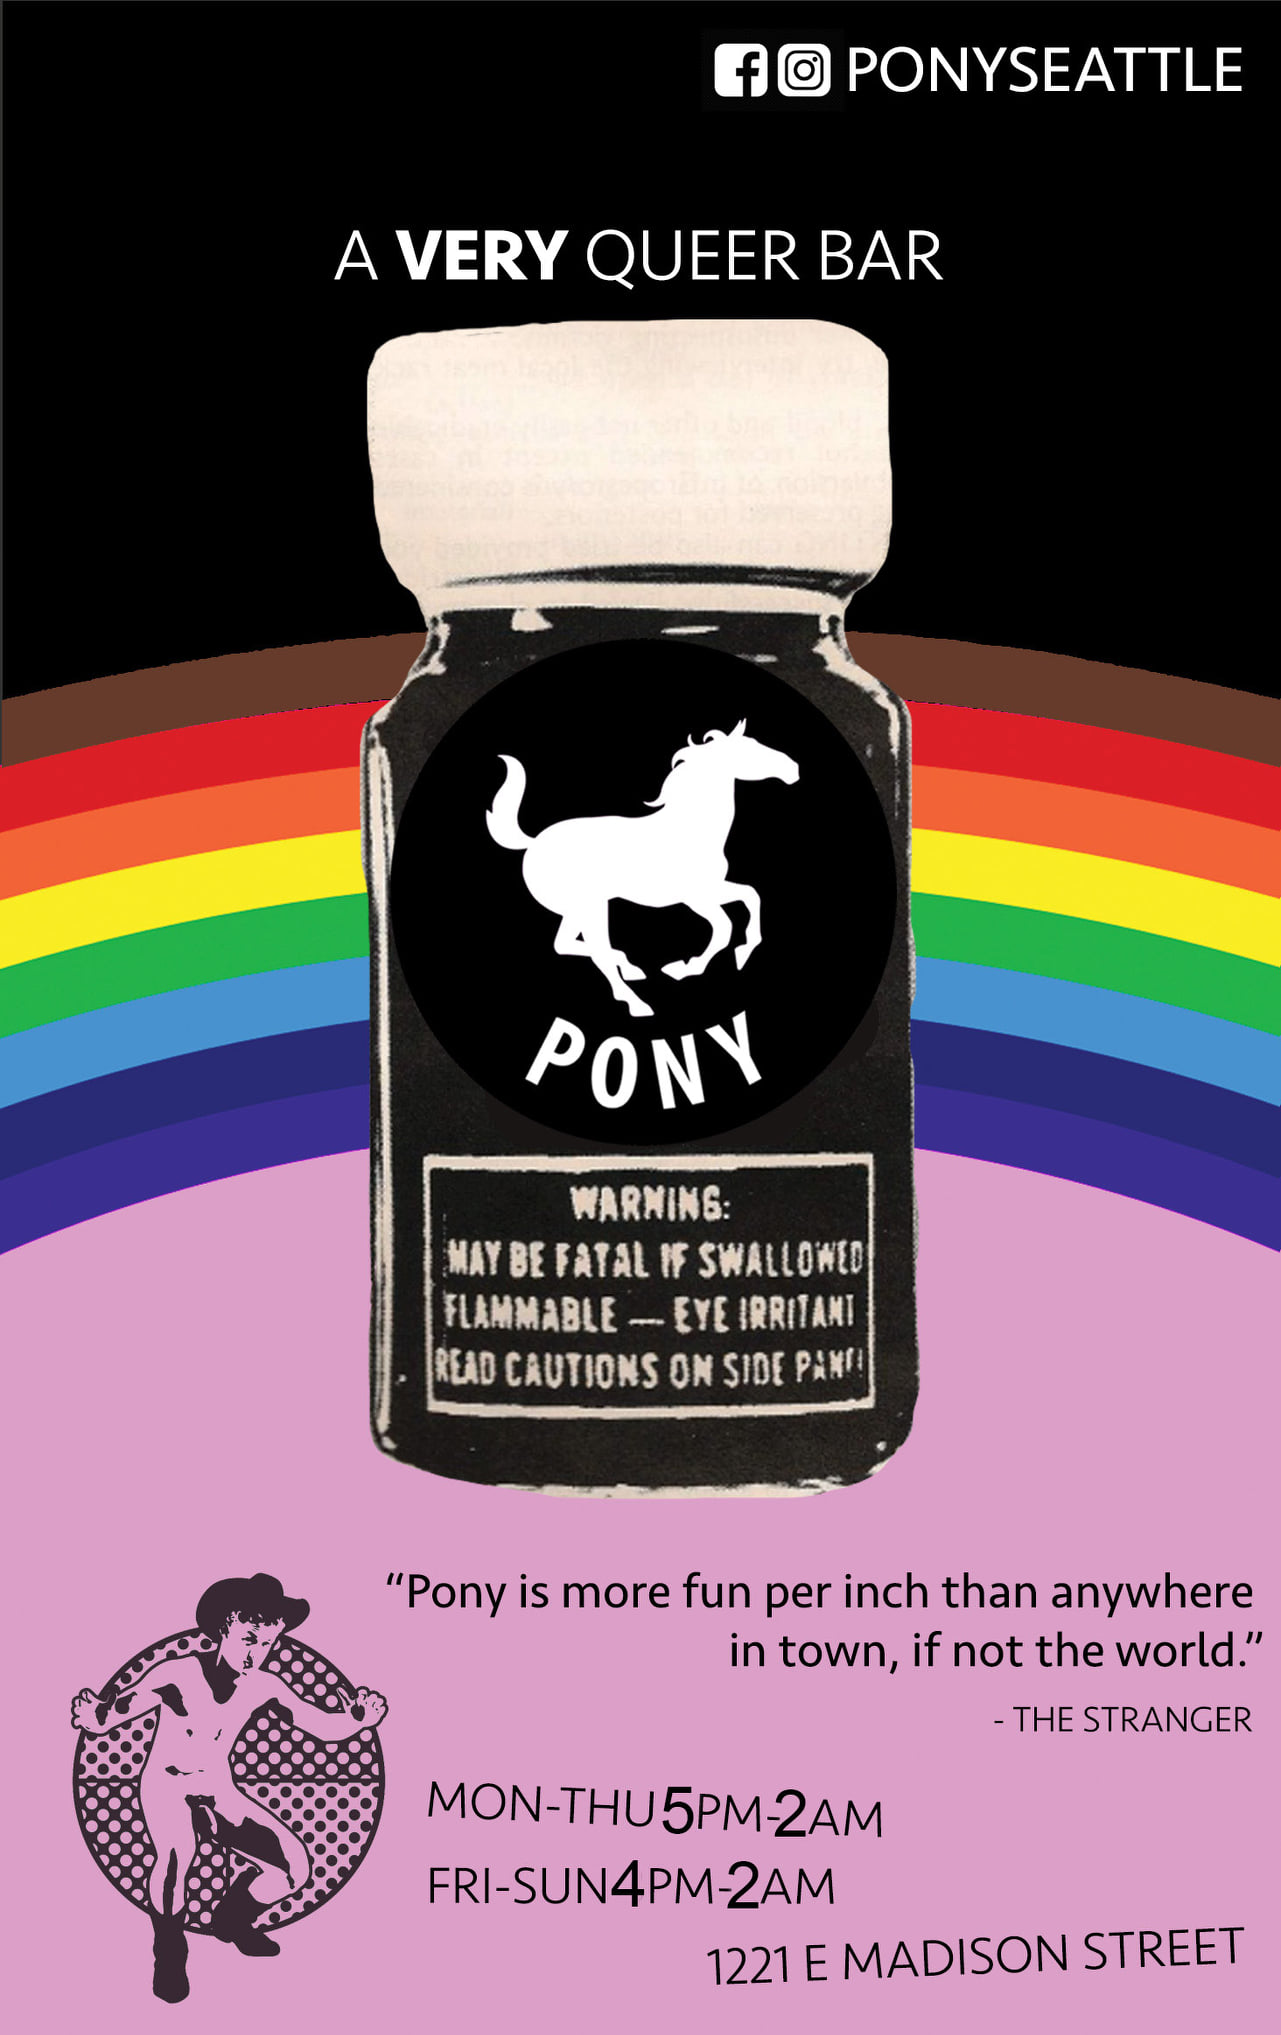 PONYSEATTLE
A VERY QUEER BAR
PONY
WARNING:
MAY BE FATAL IF SWALLOWED
FLAMMABLE — EYE IRRITANT
READ CAUTIONS ON SIDE PANEL
“Pony is more fun per inch than anywhere
in town, if not the world.”
- THE STRANGER
MON-THU 5PM-2AM
FRI-SUN 4PM-2AM
1221 E MADISON STREET